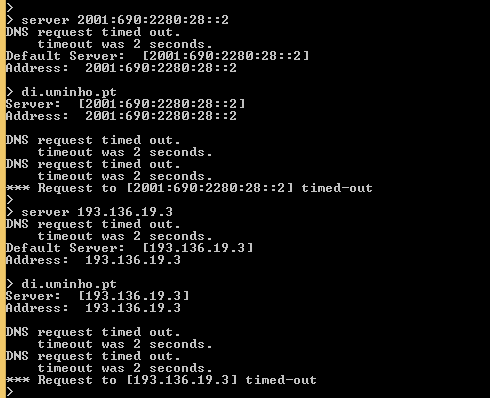 >
> server 2001:690:2280:28::2
DNS request timed out.
    timeout was 2 seconds.
Default Server:  [2001:690:2280:28::2]
Address:  2001:690:2280:28::2

> di.uminho.pt
Server:  [2001:690:2280:28::2]
Address:  2001:690:2280:28::2

DNS request timed out.
    timeout was 2 seconds.
DNS request timed out.
    timeout was 2 seconds.
*** Request to [2001:690:2280:28::2] timed-out
>
> server 193.136.19.3
DNS request timed out.
    timeout was 2 seconds.
Default Server:  [193.136.19.3]
Address:  193.136.19.3

> di.uminho.pt
Server:  [193.136.19.3]
Address:  193.136.19.3

DNS request timed out.
    timeout was 2 seconds.
DNS request timed out.
    timeout was 2 seconds.
*** Request to [193.136.19.3] timed-out
>